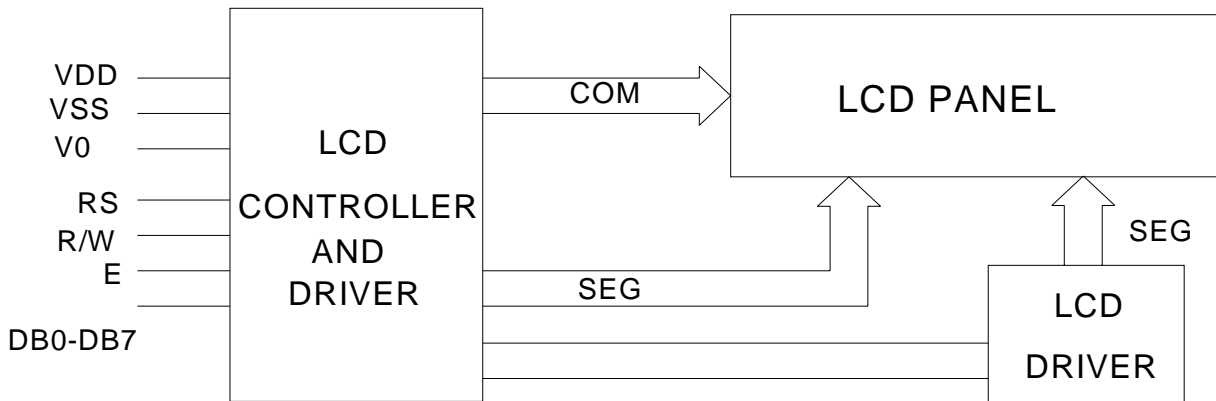 VDD
VSS
V0
RS
R/W
E
DB0-DB7
LCD
CONTROLLER
AND
DRIVER
COM
SEG
LCD PANEL
SEG
LCD
DRIVER